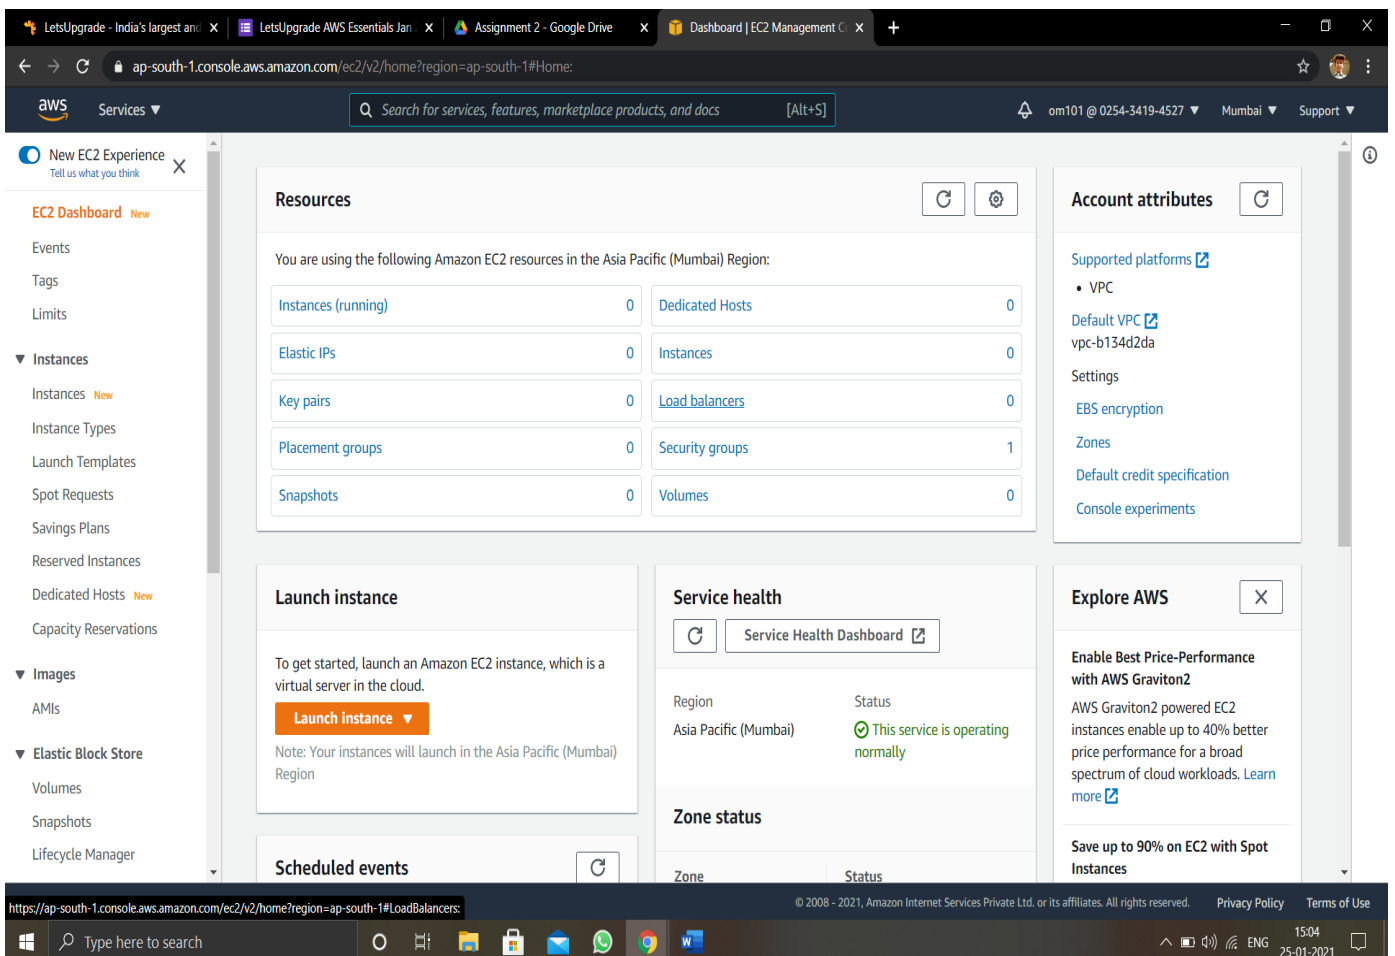 LetsUpgrade - India's largest and
LetsUpgrade AWS Essentials Jan
Assignment 2 - Google Drive
Dashboard | EC2 Management C
ap-south-1.console.aws.amazon.com/ec2/v2/home?region=ap-south-1#Home:
aws
Services
Search for services, features, marketplace products, and docs [Alt+S]
om101 @ 0254-3419-4527
Mumbai
Support
New EC2 Experience
Tell us what you think
EC2 Dashboard New
Events
Tags
Limits
Instances
Instances New
Instance Types
Launch Templates
Spot Requests
Savings Plans
Reserved Instances
Dedicated Hosts New
Capacity Reservations
Images
AMIs
Elastic Block Store
Volumes
Snapshots
Lifecycle Manager
Resources
You are using the following Amazon EC2 resources in the Asia Pacific (Mumbai) Region:
Instances (running) 0
Dedicated Hosts 0
Elastic IPs 0
Instances 0
Key pairs 0
Load balancers 0
Placement groups 0
Security groups 1
Snapshots 0
Volumes 0
Account attributes
Supported platforms
• VPC
Default VPC
vpc-b134d2da
Settings
EBS encryption
Zones
Default credit specification
Console experiments
Launch instance
To get started, launch an Amazon EC2 instance, which is a
virtual server in the cloud.
Launch instance
Note: Your instances will launch in the Asia Pacific (Mumbai)
Region
Scheduled events
Service health
Service Health Dashboard
Region
Status
Asia Pacific (Mumbai)
This service is operating
normally
Zone status
Zone
Status
Explore AWS
Enable Best Price-Performance
with AWS Graviton2
AWS Graviton2 powered EC2
instances enable up to 40% better
price performance for a broad
spectrum of cloud workloads. Learn
more
Save up to 90% on EC2 with Spot
Instances
https://ap-south-1.console.aws.amazon.com/ec2/v2/home?region=ap-south-1#LoadBalancers:
© 2008 - 2021, Amazon Internet Services Private Ltd. or its affiliates. All rights reserved.
Privacy Policy
Terms of Use
Type here to search
ENG
15:04
25-01-2021